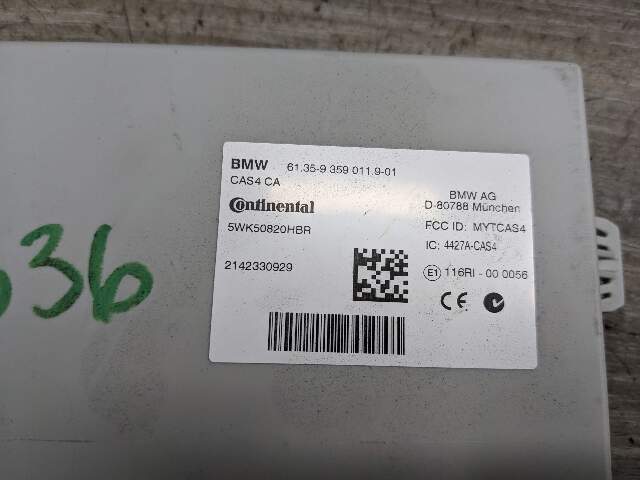 BMW 61.35-9 359 011.9-01
CAS4 CA
BMW AG
D-80788 München
Continental
5WK50820HBR
FCC ID: MYTCAS4
IC: 4427A-CAS4
2142330929
E1 116RI - 00 0056
CE
36